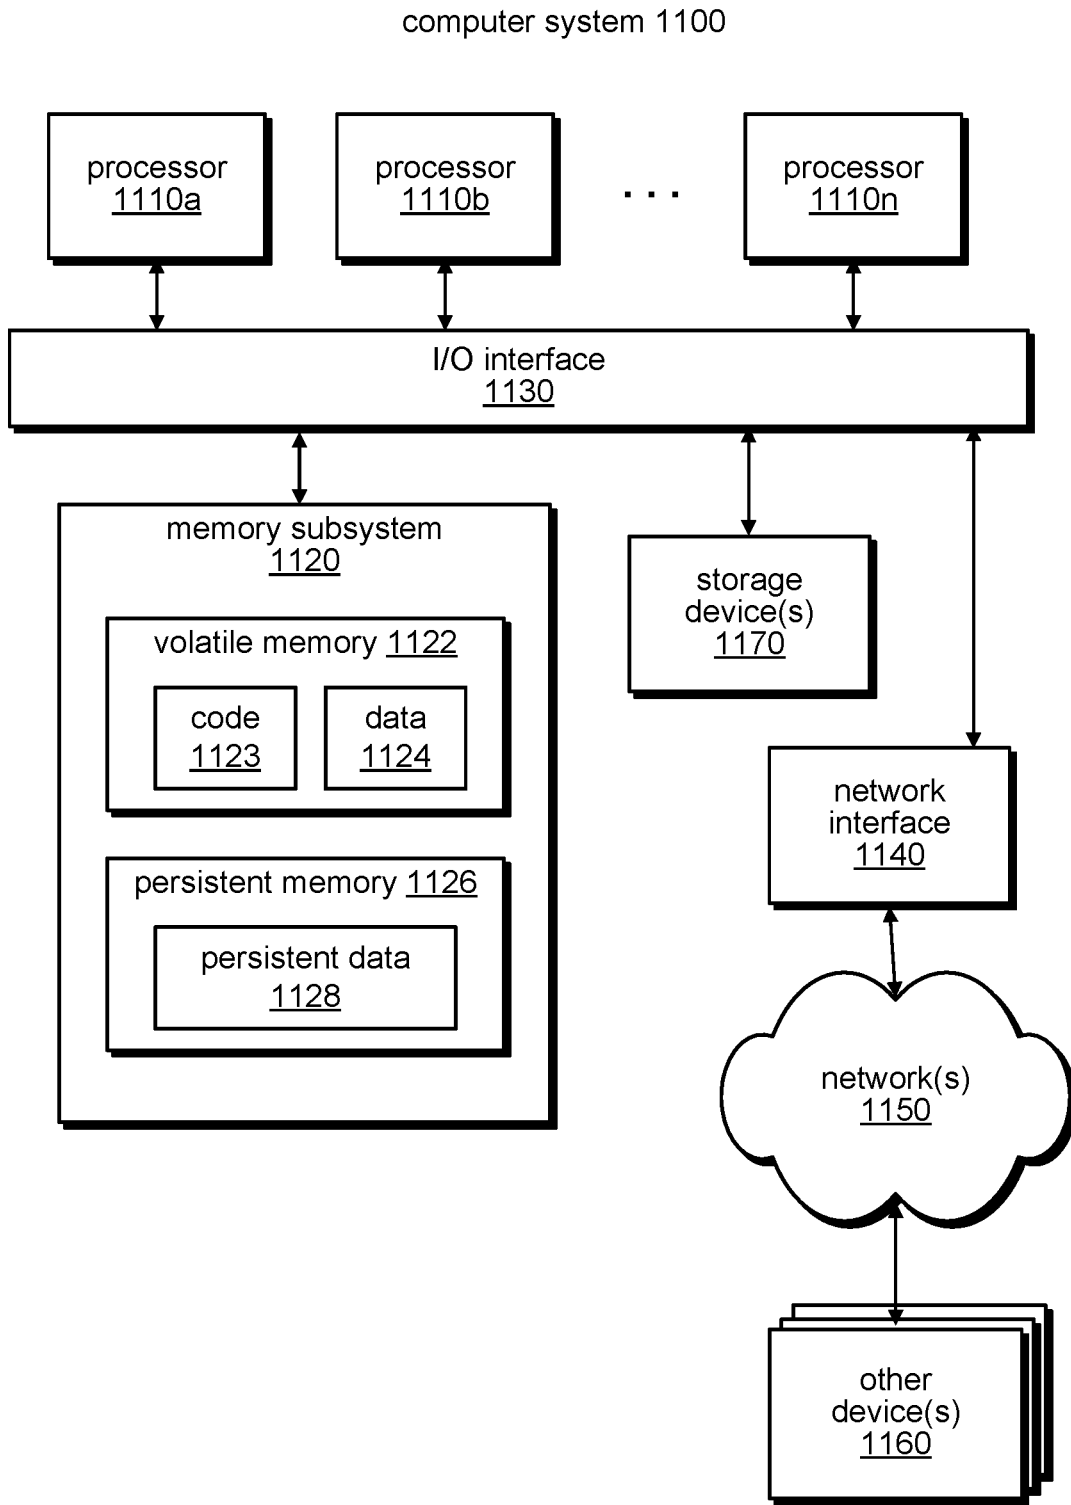 computer system 1100
processor
1110a
processor
1110b
. . .
processor
1110n
I/O interface
1130
memory subsystem
1120
volatile memory 1122
code
1123
data
1124
persistent memory 1126
persistent data
1128
storage
device(s)
1170
network
interface
1140
network(s)
1150
other
device(s)
1160